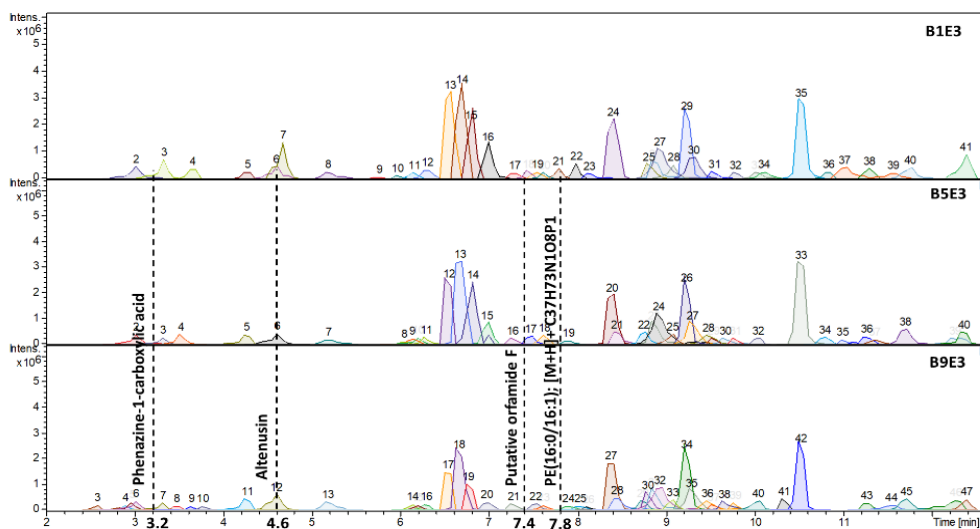 Intens.
x10⁶
B1E3
5
4
3
2
1
0
2 3 4 5 6 7 8 9 10 11 12 13 14 15 16 17 19 21 22 23 24 25 27 28 29 30 31 32 34 35 36 37 38 39 40 41
Intens.
x10⁶
B5E3
5
4
3
2
1
0
3 4 5 6 7 8 9 11 12 13 14 15 16 17 18 19 20 21 22 24 25 26 27 28 30 32 33 34 35 36 38 40
Intens.
x10⁶
B9E3
5
4
3
2
1
0
3 4 6 7 8 9 10 11 12 13 14 16 17 18 19 20 21 22 24 25 27 28 30 32 33 34 35 36 38 40 41 42 43 44 45 47
Phenazine-1-carboxylic acid
Altenusin
Putative orfamide F
PE(16:0/16:1); [M+H]+C37H73N1O8P1
2 3 3.2 4 4.6 5 6 7 7.4 7.8 8 9 10 11 Time [min]